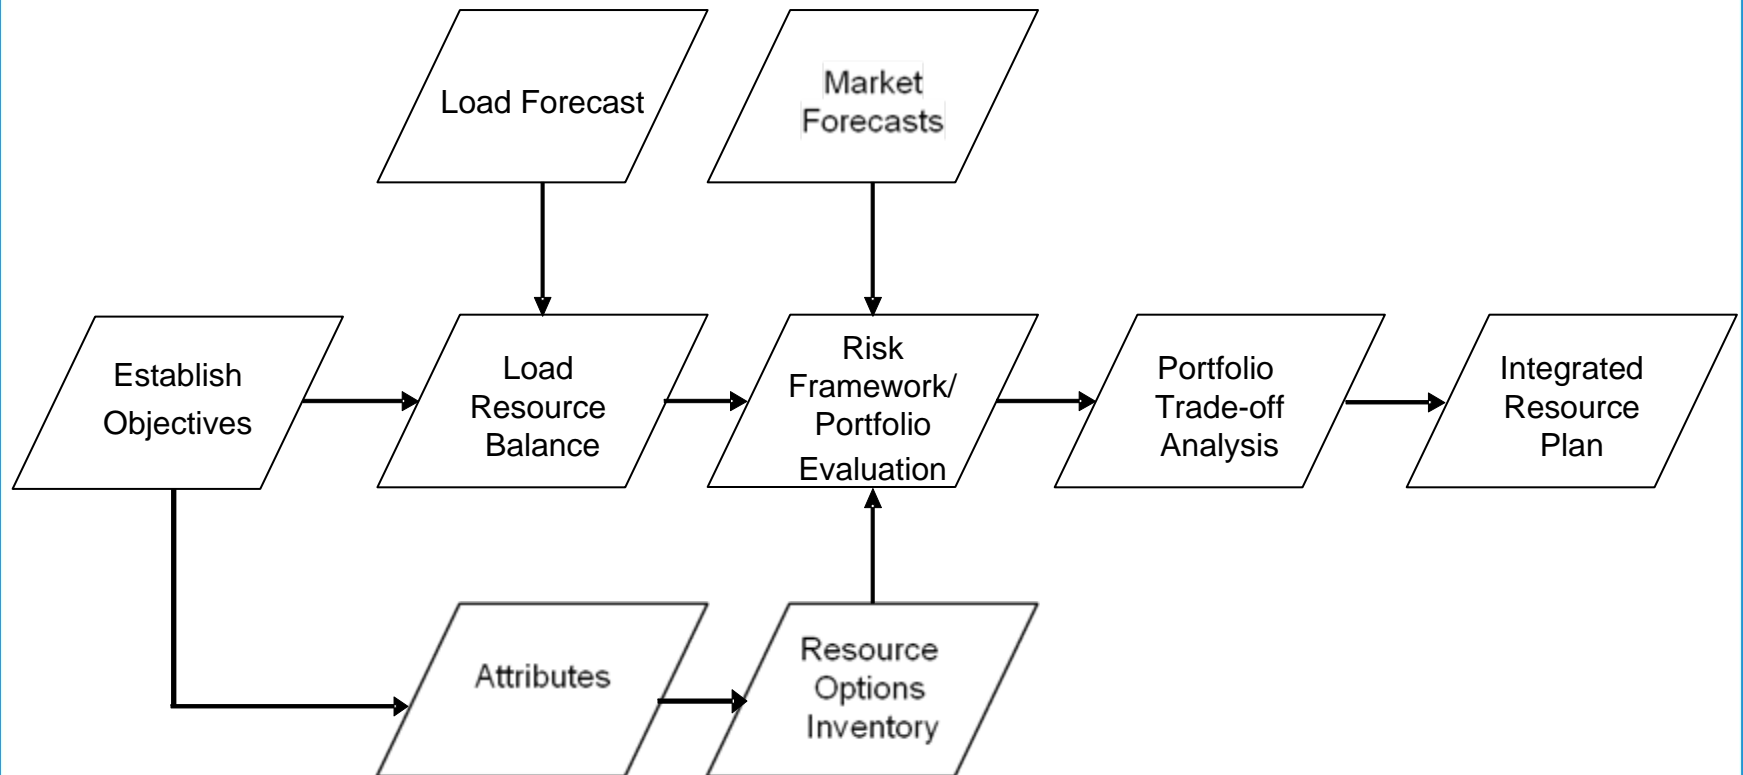 Load Forecast
Market
Forecasts
Establish
Objectives
Load
Resource
Balance
Risk
Framework/
Portfolio
Evaluation
Portfolio
Trade-off
Analysis
Integrated
Resource
Plan
Attributes
Resource
Options
Inventory